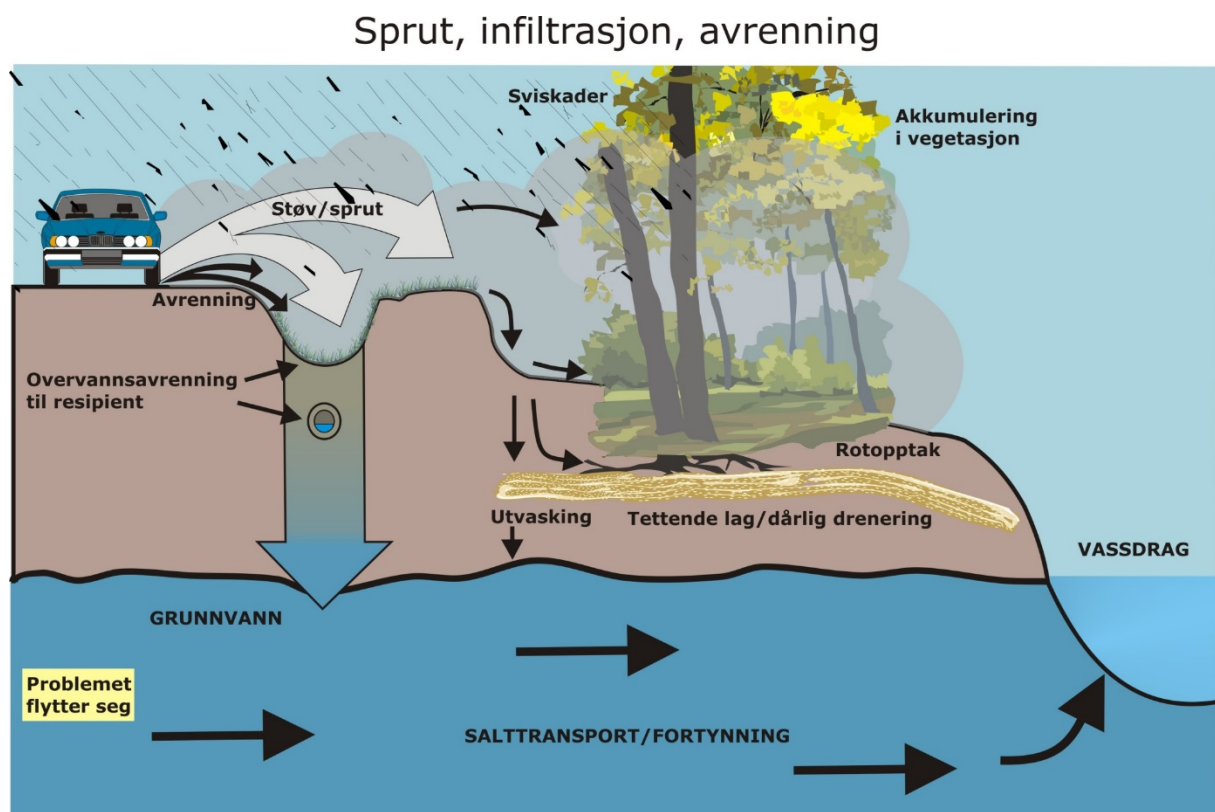 Sprut, infiltrasjon, avrenning
Sviskader
Akkumulering
i vegetasjon
Støv/sprut
Avrenning
Overvannsavrenning
til resipient
Rotopptak
Utvasking
Tettende lag/dårlig drenering
VASSDRAG
GRUNNVANN
Problemet
flytter seg
SALTTRANSPORT/FORTYNNING